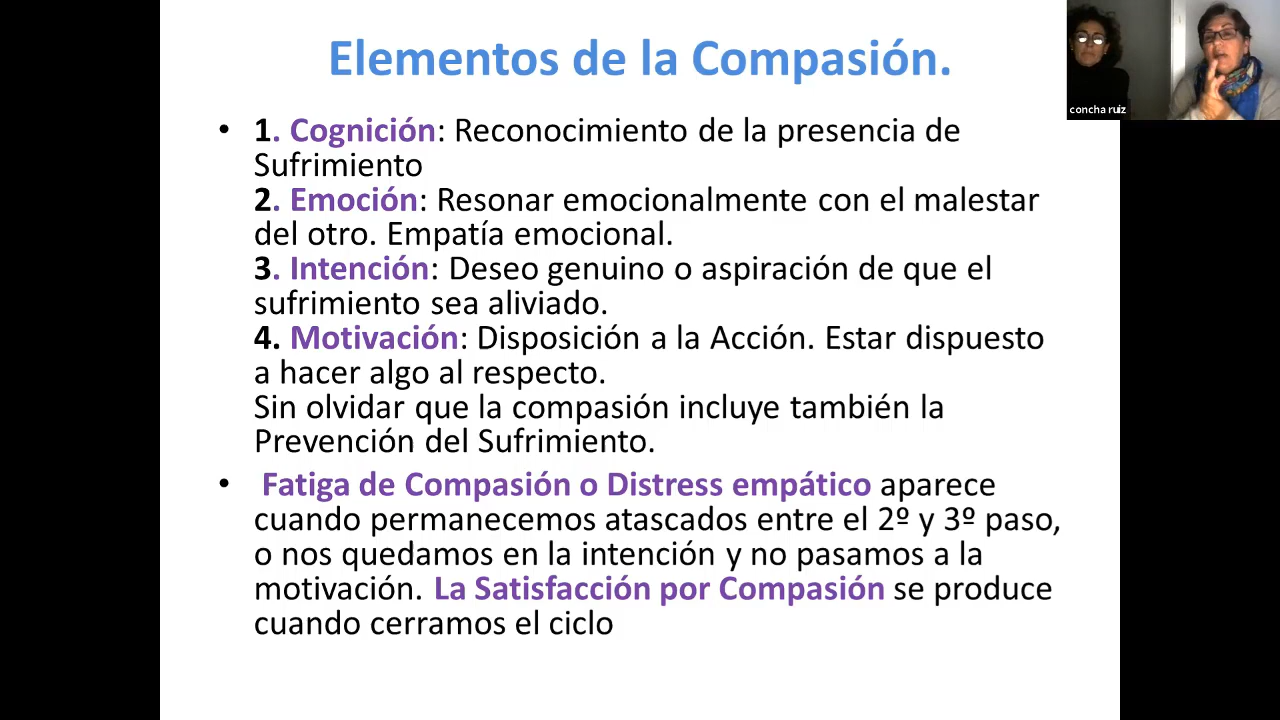 Elementos de la Compasión.
concha ruiz
• 1. Cognición: Reconocimiento de la presencia de
Sufrimiento
2. Emoción: Resonar emocionalmente con el malestar
del otro. Empatía emocional.
3. Intención: Deseo genuino o aspiración de que el
sufrimiento sea aliviado.
4. Motivación: Disposición a la Acción. Estar dispuesto
a hacer algo al respecto.
Sin olvidar que la compasión incluye también la
Prevención del Sufrimiento.
• Fatiga de Compasión o Distress empático aparece
cuando permanecemos atascados entre el 2º y 3º paso,
o nos quedamos en la intención y no pasamos a la
motivación. La Satisfacción por Compasión se produce
cuando cerramos el ciclo